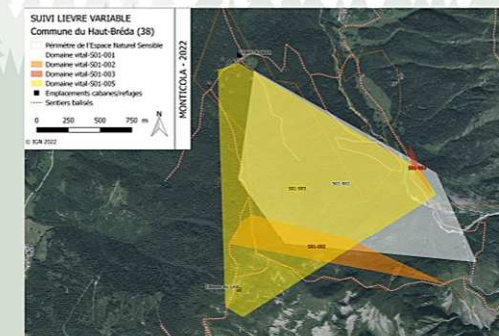 SUIVI LIEVRE VARIABLE
Commune du Haut-Bréda (38)
Périmètre de l'Espace Naturel Sensible
Domaine vital-S01-001
Domaine vital-S01-002
Domaine vital-S01-003
Domaine vital-S01-005
Emplacements cabanes/refuges
Sentiers balisés
0 250 500 750 m
N
© IGN 2022
MONTICOLA - 2022
S01-002